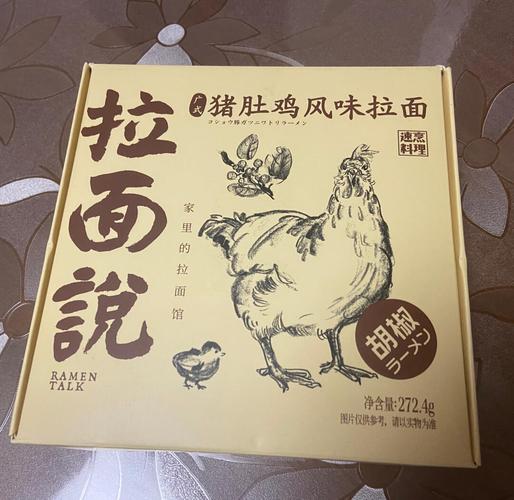 广式 猪肚鸡风味拉面
コショウ豚ガツニワトリラーメン
速烹
料理
拉面說
RAMEN
TALK
家里的拉面馆
胡椒
ラーメン
净含量:272.4g
图片仅供参考，请以实物为准